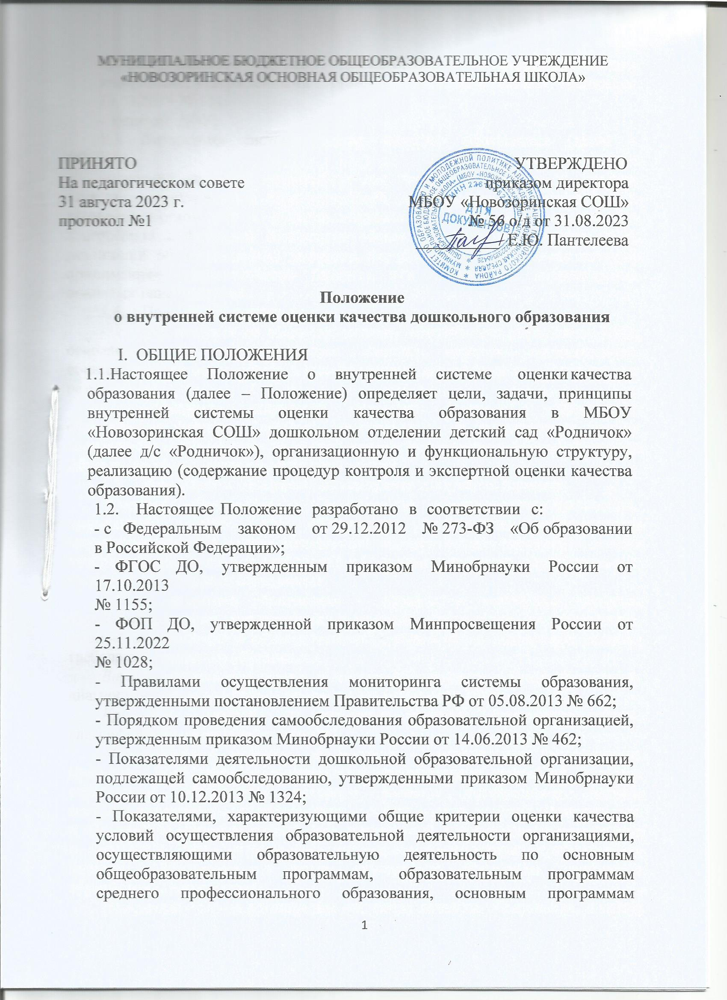 МУНИЦИПАЛЬНОЕ БЮДЖЕТНОЕ ОБЩЕОБРАЗОВАТЕЛЬНОЕ УЧРЕЖДЕНИЕ
«НОВОЗОРИНСКАЯ ОСНОВНАЯ ОБЩЕОБРАЗОВАТЕЛЬНАЯ ШКОЛА»
ПРИНЯТО
На педагогическом совете
31 августа 2023 г.
протокол №1
УТВЕРЖДЕНО
приказом директора
МБОУ «Новозоринская СОШ»
№ 56 о/д от 31.08.2023
Е.Ю. Пантелеева
ДЛЯ
ДОКУМЕНТОВ
Положение
о внутренней системе оценки качества дошкольного образования
I. ОБЩИЕ ПОЛОЖЕНИЯ
1.1.Настоящее Положение о внутренней системе оценки качества
образования (далее – Положение) определяет цели, задачи, принципы
внутренней системы оценки качества образования в МБОУ
«Новозоринская СОШ» дошкольном отделении детский сад «Родничок»
(далее д/с «Родничок»), организационную и функциональную структуру,
реализацию (содержание процедур контроля и экспертной оценки качества
образования).
1.2. Настоящее Положение разработано в соответствии с:
- с Федеральным законом от 29.12.2012 № 273-ФЗ «Об образовании
в Российской Федерации»;
- ФГОС ДО, утвержденным приказом Минобрнауки России от
17.10.2013
№ 1155;
- ФОП ДО, утвержденной приказом Минпросвещения России от
25.11.2022
№ 1028;
- Правилами осуществления мониторинга системы образования,
утвержденными постановлением Правительства РФ от 05.08.2013 № 662;
- Порядком проведения самообследования образовательной организацией,
утвержденным приказом Минобрнауки России от 14.06.2013 № 462;
- Показателями деятельности дошкольной образовательной организации,
подлежащей самообследованию, утвержденными приказом Минобрнауки
России от 10.12.2013 № 1324;
- Показателями, характеризующими общие критерии оценки качества
условий осуществления образовательной деятельности организациями,
осуществляющими образовательную деятельность по основным
общеобразовательным программам, образовательным программам
среднего профессионального образования, основным программам
1